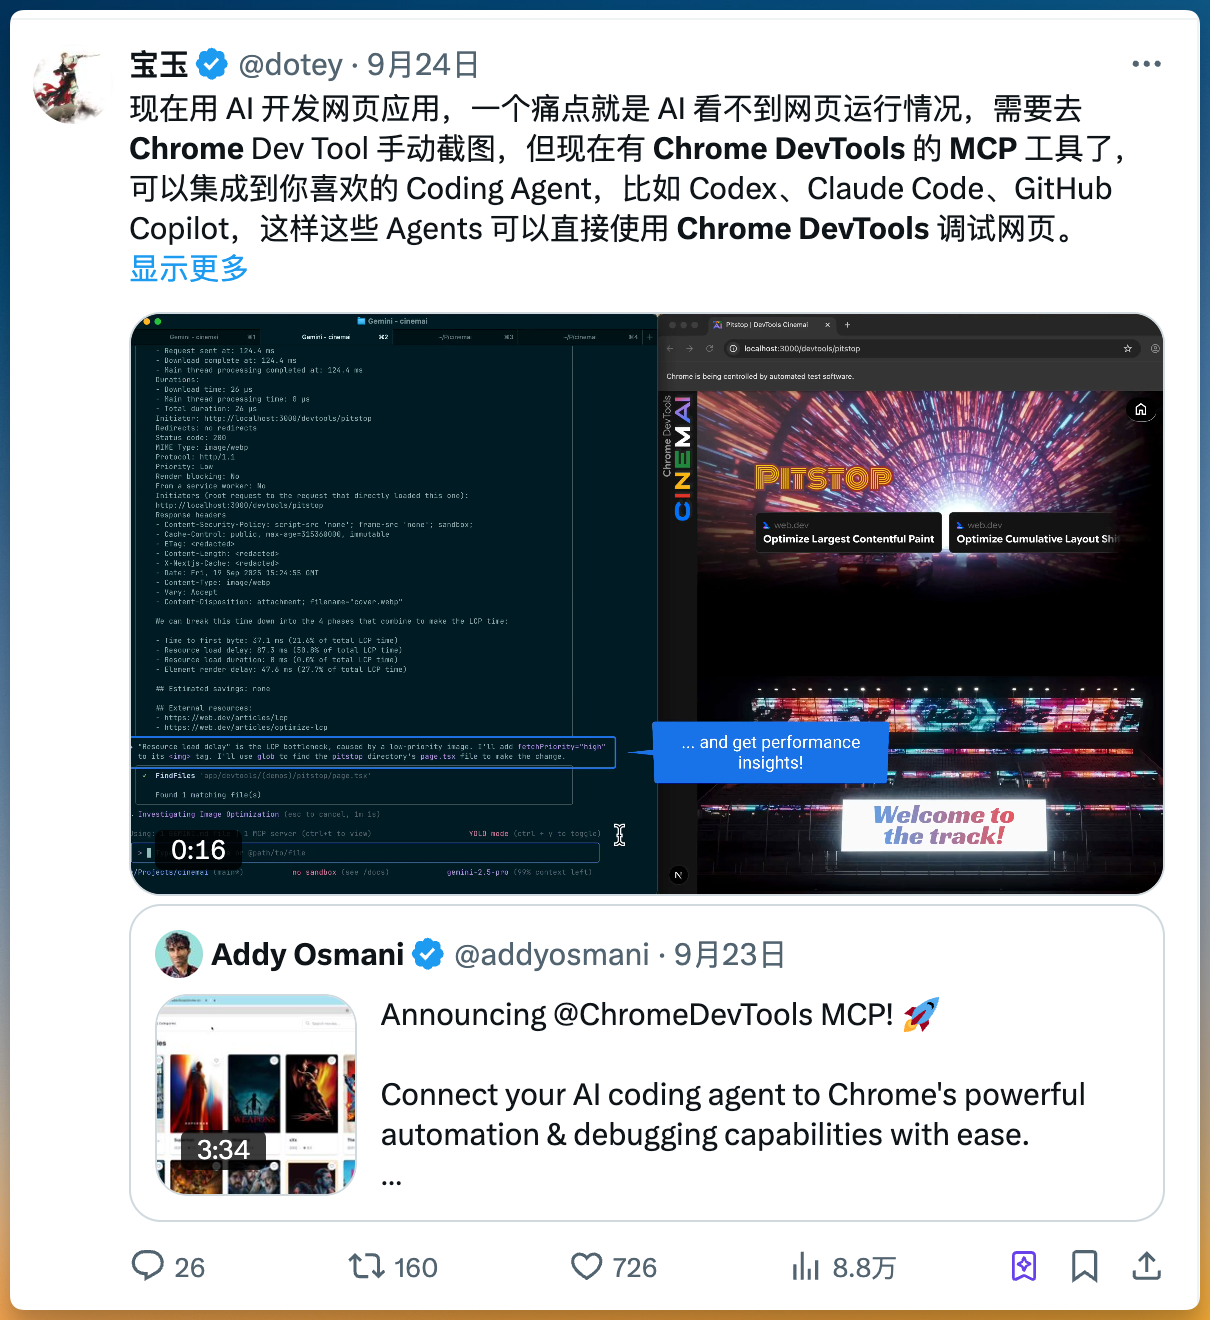 宝玉 @dotey · 9月24日
现在用 AI 开发网页应用，一个痛点就是 AI 看不到网页运行情况，需要去
Chrome Dev Tool 手动截图，但现在有 Chrome DevTools 的 MCP 工具了，
可以集成到你喜欢的 Coding Agent，比如 Codex、Claude Code、GitHub
Copilot，这样这些 Agents 可以直接使用 Chrome DevTools 调试网页。
显示更多
Gemini - cinemai
Gemini - cinemai ⌘1 Gemini - cinemai ⌘2 ~/P/cinemai ⌘3 ~/P/cinemai ⌘4
- Request sent at: 124.4 ms
- Download complete at: 124.4 ms
- Main thread processing completed at: 124.4 ms
Durations:
- Download time: 26 μs
- Main thread processing time: 0 μs
- Total duration: 26 μs
Initiator: http://localhost:3000/devtools/pitstop
Redirects: no redirects
Status code: 200
MIME Type: image/webp
Protocol: http/1.1
Priority: Low
Render blocking: No
From a service worker: No
Initiators (root request to the request that directly loaded this one):
http://localhost:3000/devtools/pitstop
Response headers
- Content-Security-Policy: script-src 'none'; frame-src 'none'; sandbox;
- Cache-Control: public, max-age=315360000, immutable
- ETag: <redacted>
- Content-Length: <redacted>
- X-Nextjs-Cache: <redacted>
- Date: Fri, 19 Sep 2025 15:24:55 GMT
- Content-Type: image/webp
- Vary: Accept
- Content-Disposition: attachment; filename="cover.webp"
We can break this time down into the 4 phases that combine to make the LCP time:
- Time to first byte: 37.1 ms (21.6% of total LCP time)
- Resource load delay: 87.3 ms (50.8% of total LCP time)
- Resource load duration: 0 ms (0.0% of total LCP time)
- Element render delay: 47.6 ms (27.7% of total LCP time)
## Estimated savings: none
## External resources:
- https://web.dev/articles/lcp
- https://web.dev/articles/optimize-lcp
"Resource load delay" is the LCP bottleneck, caused by a low-priority image. I'll add fetchPriority="high"
to its <img> tag. I'll use glob to find the pitstop directory's page.tsx file to make the change.
✓ FindFiles 'app/devtools/(demos)/pitstop/page.tsx'
Found 1 matching file(s)
Investigating Image Optimization (esc to cancel, 1m 1s)
1 MCP server (ctrl+t to view) YOLO mode (ctrl + y to toggle)
> @path/to/file
/Projects/cinemai (main*) no sandbox (see /docs) gemini-2.5-pro (99% context left)
0:16
Pitstop | DevTools Cinemai
localhost:3000/devtools/pitstop
Chrome is being controlled by automated test software.
Chrome DevTools
CINEMAI
PITSTOP
web.dev
Optimize Largest Contentful Paint
web.dev
Optimize Cumulative Layout Shi
... and get performance
insights!
Welcome to
the track!
N
Addy Osmani @addyosmani · 9月23日
WEAPONS
3:34
Announcing @ChromeDevTools MCP! 🚀
Connect your AI coding agent to Chrome's powerful
automation & debugging capabilities with ease.
...
26 160 726 8.8万